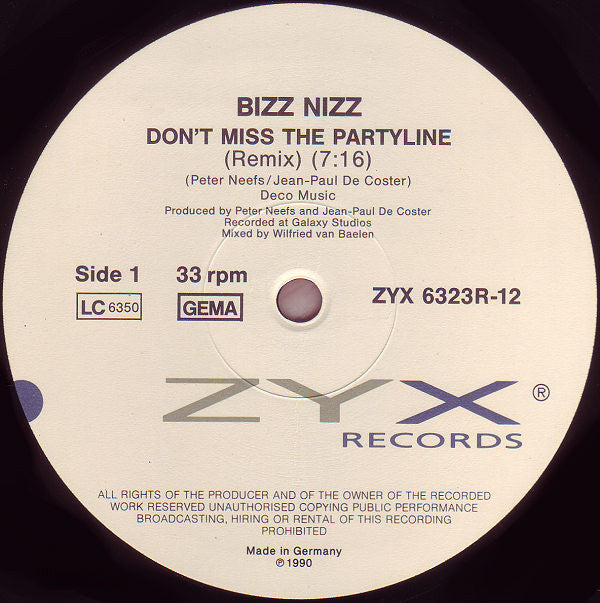 BIZZ NIZZ
DON'T MISS THE PARTYLINE
(Remix) (7:16)
(Peter Neefs/Jean-Paul De Coster)
Deco Music
Produced by Peter Neefs and Jean-Paul De Coster
Recorded at Galaxy Studios
Mixed by Wilfried van Baelen
Side 1 33 rpm
LC 6350 GEMA ZYX 6323R-12
ZYX ®
RECORDS
ALL RIGHTS OF THE PRODUCER AND OF THE OWNER OF THE RECORDED
WORK RESERVED UNAUTHORISED COPYING PUBLIC PERFORMANCE
BROADCASTING, HIRING OR RENTAL OF THIS RECORDING
PROHIBITED
Made in Germany
℗ 1990